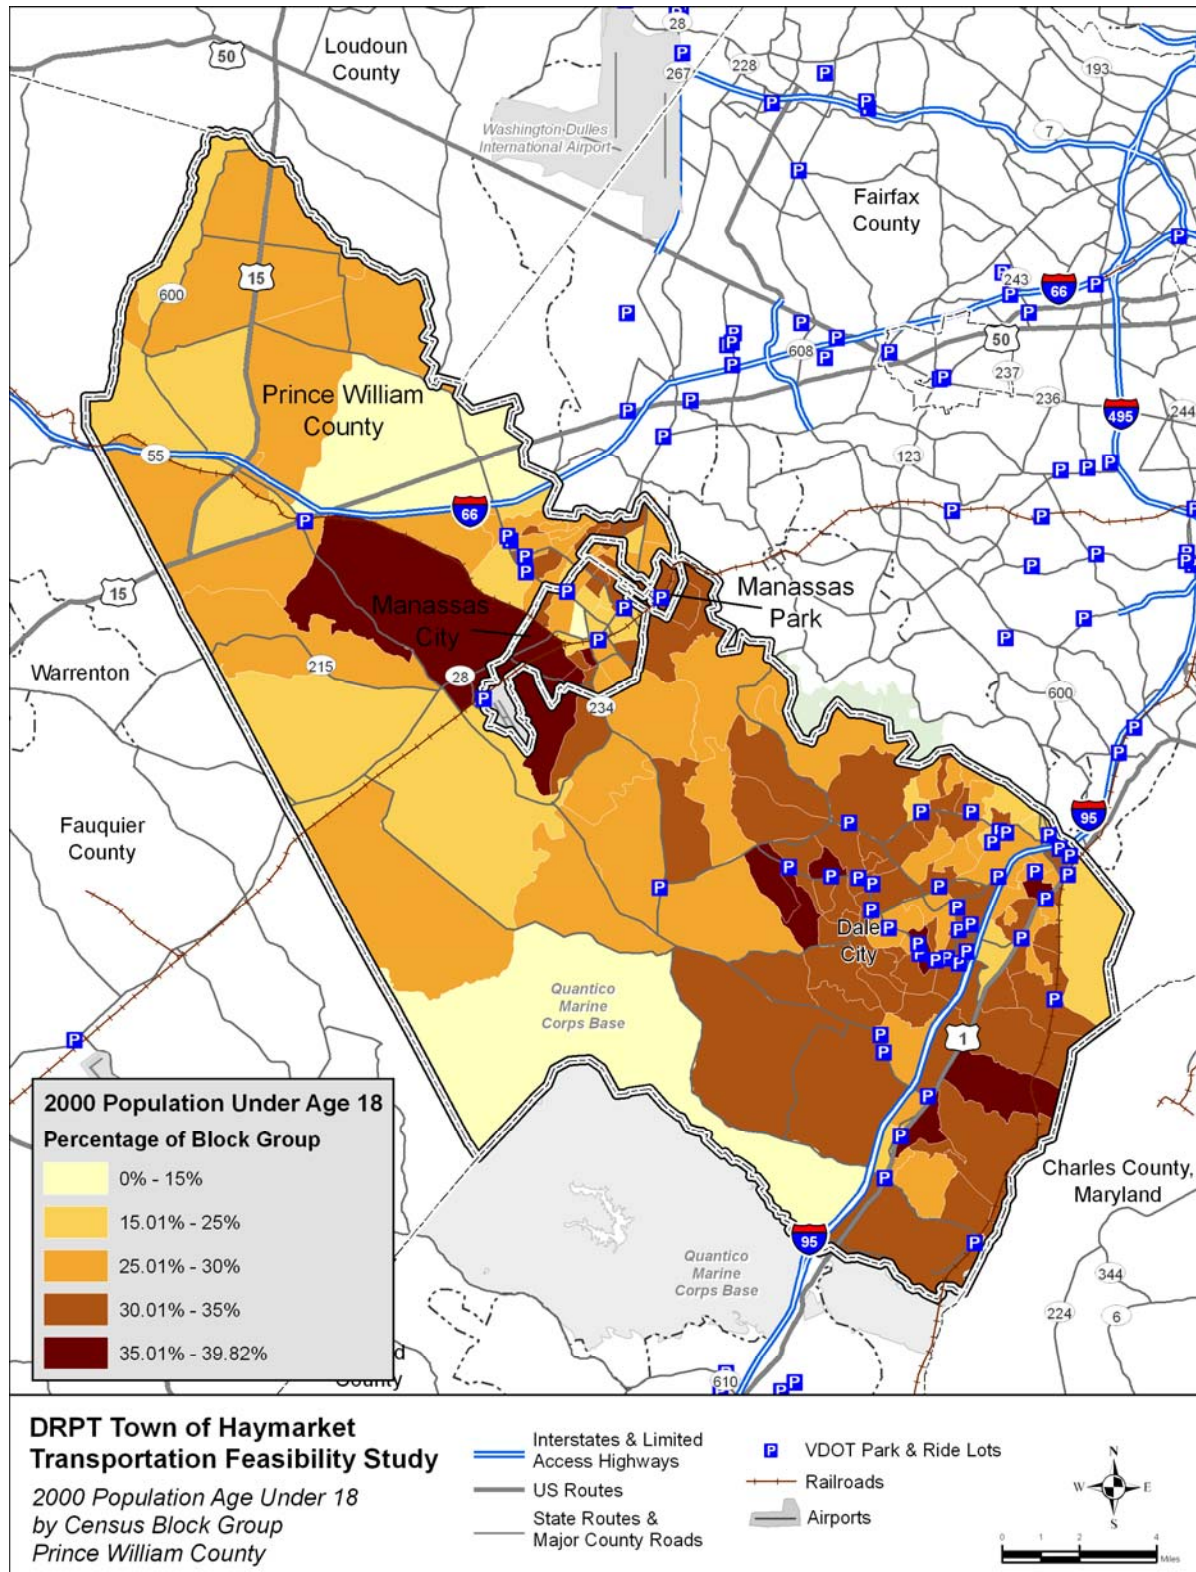 Loudoun
County
28
50
267
228
193
7
Washington-Dulles
International Airport
Fairfax
County
15
600
243
66
50
608
237
236
495
244
Prince William
County
55
123
66
15
Manassas
City
Manassas
Park
Warrenton
215
28
234
600
Fauquier
County
95
Dale
City
Quantico
Marine
Corps Base
1
Charles County,
Maryland
95
Quantico
Marine
Corps Base
344
224
6
610
2000 Population Under Age 18
Percentage of Block Group
0% - 15%
15.01% - 25%
25.01% - 30%
30.01% - 35%
35.01% - 39.82%
County
DRPT Town of Haymarket
Transportation Feasibility Study
2000 Population Age Under 18
by Census Block Group
Prince William County
Interstates & Limited
Access Highways
US Routes
State Routes &
Major County Roads
P VDOT Park & Ride Lots
Railroads
Airports
N
W E
S
0 1 2 4
Miles